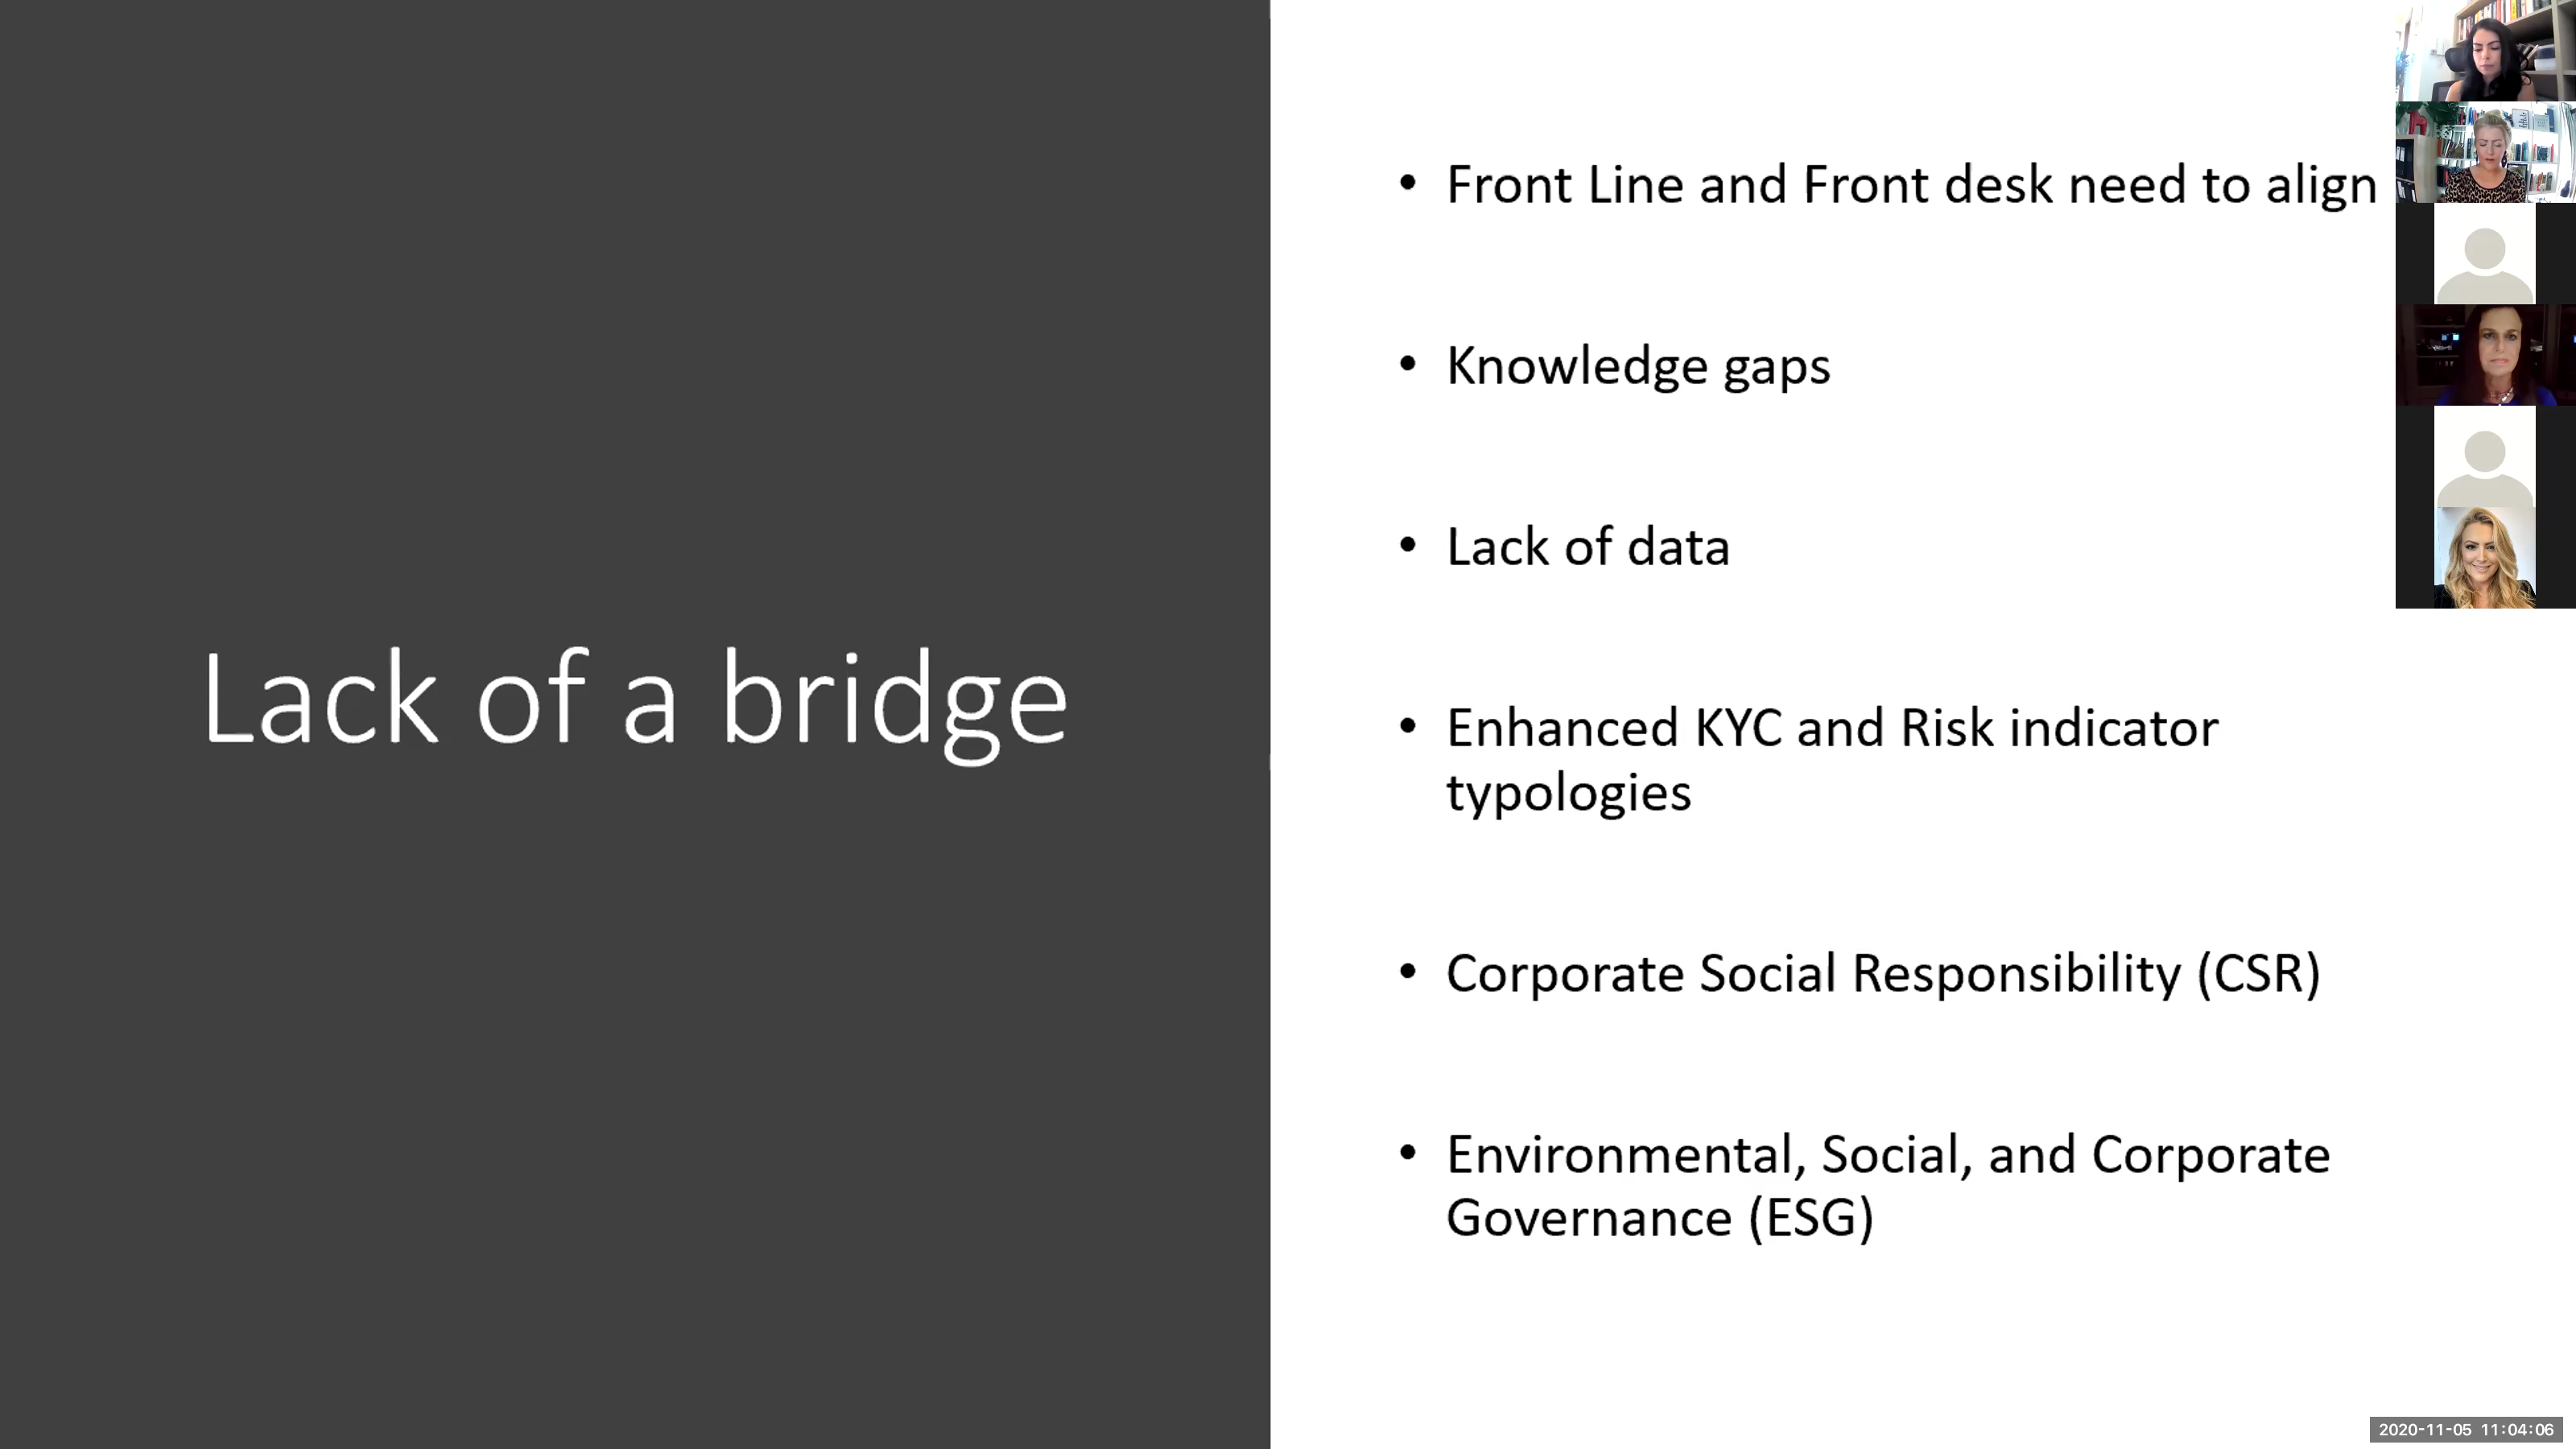 Lack of a bridge
• Front Line and Front desk need to align
• Knowledge gaps
• Lack of data
• Enhanced KYC and Risk indicator
typologies
• Corporate Social Responsibility (CSR)
• Environmental, Social, and Corporate
Governance (ESG)
2020-11-05 11:04:06